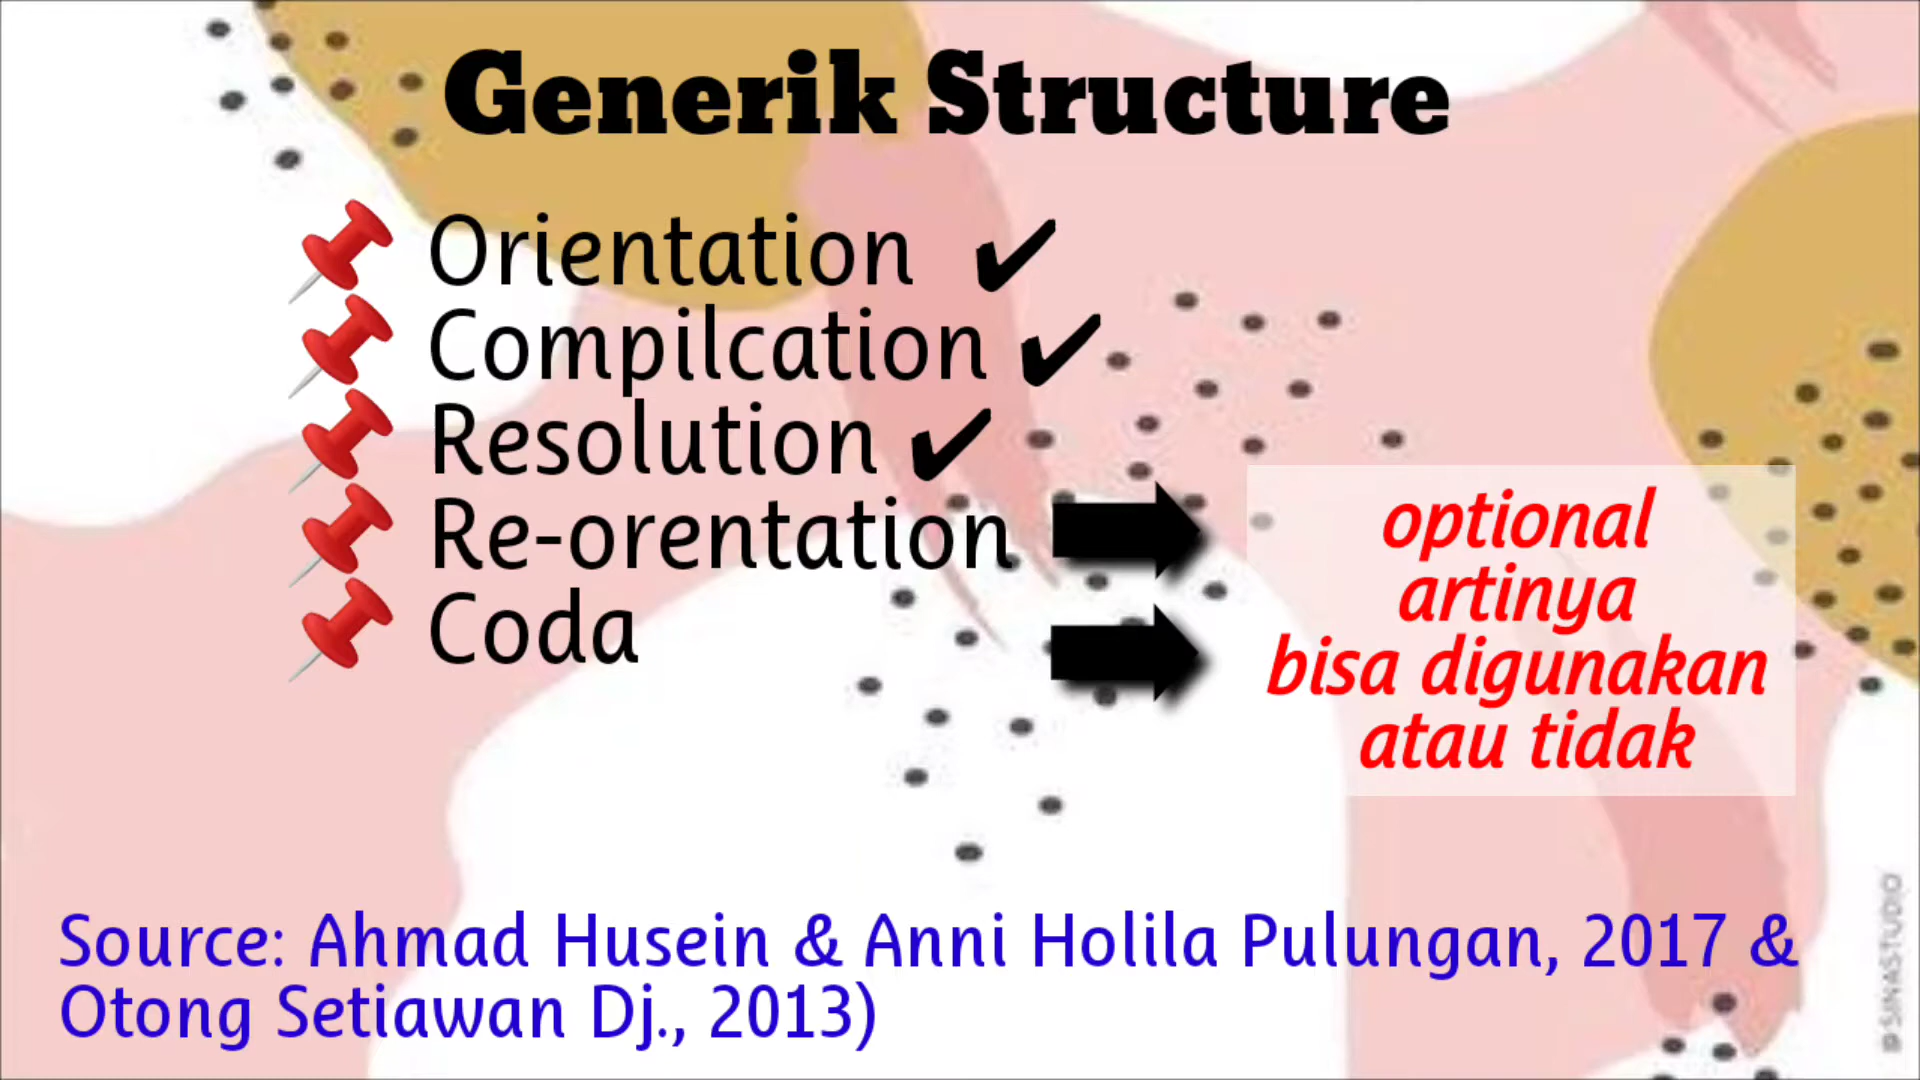 Generik Structure
Orientation ✔
Compilcation ✔
Resolution ✔
Re-orentation
Coda
optional
artinya
bisa digunakan
atau tidak
Source: Ahmad Husein & Anni Holila Pulungan, 2017 &
Otong Setiawan Dj., 2013)
@SINASTUDIO